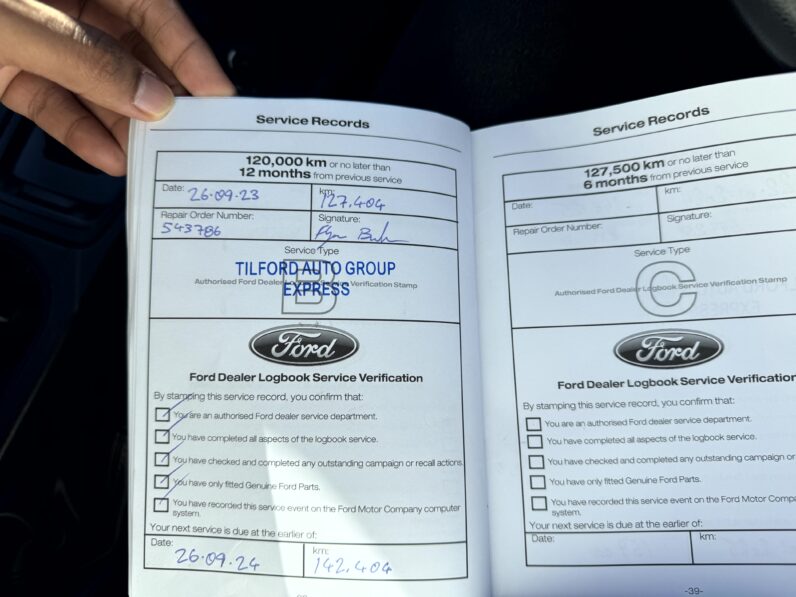 Service Records
120,000 km or no later than
12 months from previous service
Date: 26.09.23
km: 127,404
Repair Order Number: 543786
Signature:
Service Type
B
Authorised Ford Dealer Logbook Service Verification Stamp
TILFORD AUTO GROUP
EXPRESS
Ford
Ford Dealer Logbook Service Verification
By stamping this service record, you confirm that:
You are an authorised Ford dealer service department.
You have completed all aspects of the logbook service.
You have checked and completed any outstanding campaign or recall actions.
You have only fitted Genuine Ford Parts.
You have recorded this service event on the Ford Motor Company computer
system.
Your next service is due at the earlier of:
Date: 26.09.24
km: 142,404
Service Records
127,500 km or no later than
6 months from previous service
Date:
km:
Repair Order Number:
Signature:
Service Type
C
Authorised Ford Dealer Logbook Service Verification Stamp
Ford
Ford Dealer Logbook Service Verification
By stamping this service record, you confirm that:
You are an authorised Ford dealer service department.
You have completed all aspects of the logbook service.
You have checked and completed any outstanding campaign or
You have only fitted Genuine Ford Parts.
You have recorded this service event on the Ford Motor Compa
system.
Your next service is due at the earlier of:
Date:
km:
-39-